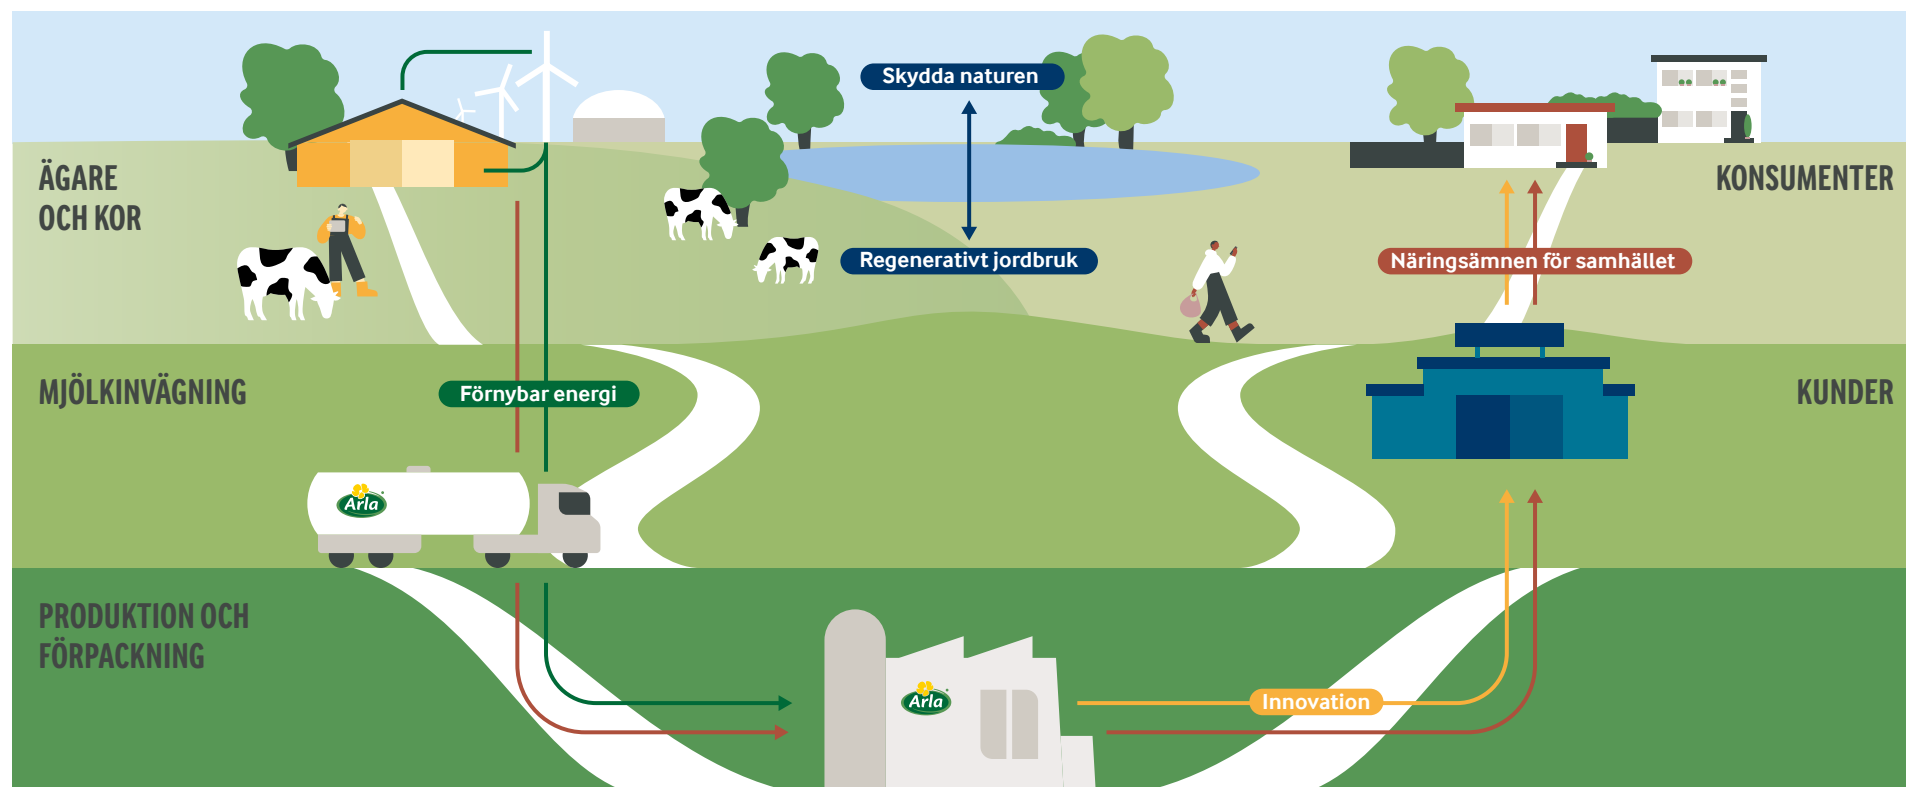 Skydda naturen
ÄGARE
OCH KOR
KONSUMENTER
Regenerativt jordbruk
Näringsämnen för samhället
MJÖLKINVÄGNING
Förnybar energi
KUNDER
Arla
PRODUKTION OCH
FÖRPACKNING
Arla
Innovation